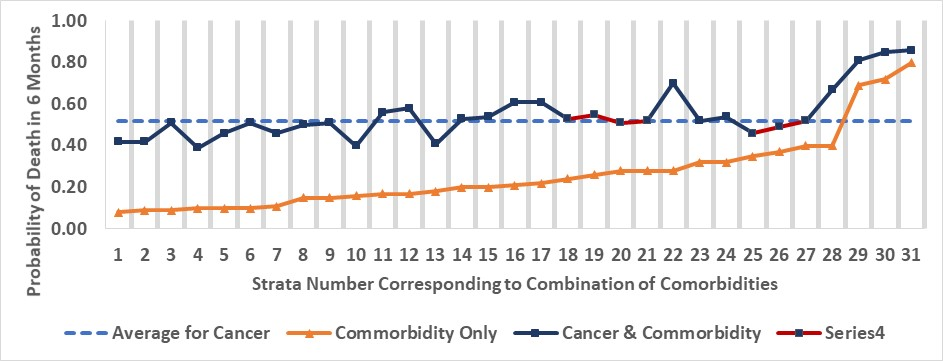 1.00
0.80
0.60
0.40
0.20
0.00
Probability of Death in 6 Months
1 2 3 4 5 6 7 8 9 10 11 12 13 14 15 16 17 18 19 20 21 22 23 24 25 26 27 28 29 30 31
Strata Number Corresponding to Combination of Comorbidities
Average for Cancer Commorbidity Only Cancer & Commorbidity Series4